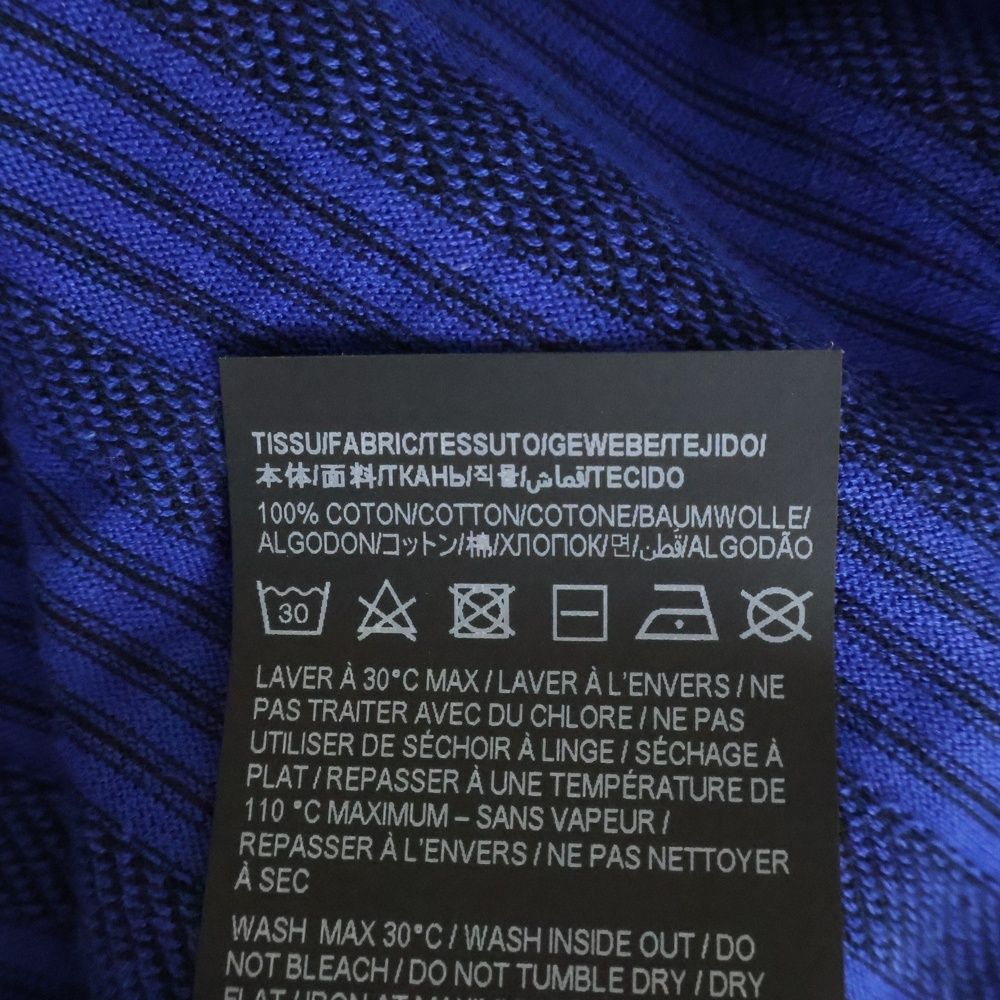 TISSU/FABRIC/TESSUTO/GEWEBE/TEJIDO/
本体/面料/ТКАНЬ/직물/قماش/TECIDO
100% COTON/COTTON/COTONE/BAUMWOLLE/
ALGODON/コットン/棉/ХЛОПОК/면/قطن/ALGODÃO
30
LAVER À 30°C MAX / LAVER À L'ENVERS / NE
PAS TRAITER AVEC DU CHLORE / NE PAS
UTILISER DE SÉCHOIR À LINGE / SÉCHAGE À
PLAT / REPASSER À UNE TEMPÉRATURE DE
110 °C MAXIMUM – SANS VAPEUR /
REPASSER À L'ENVERS / NE PAS NETTOYER
À SEC
WASH MAX 30°C / WASH INSIDE OUT / DO
NOT BLEACH / DO NOT TUMBLE DRY / DRY
FLAT / IRON AT